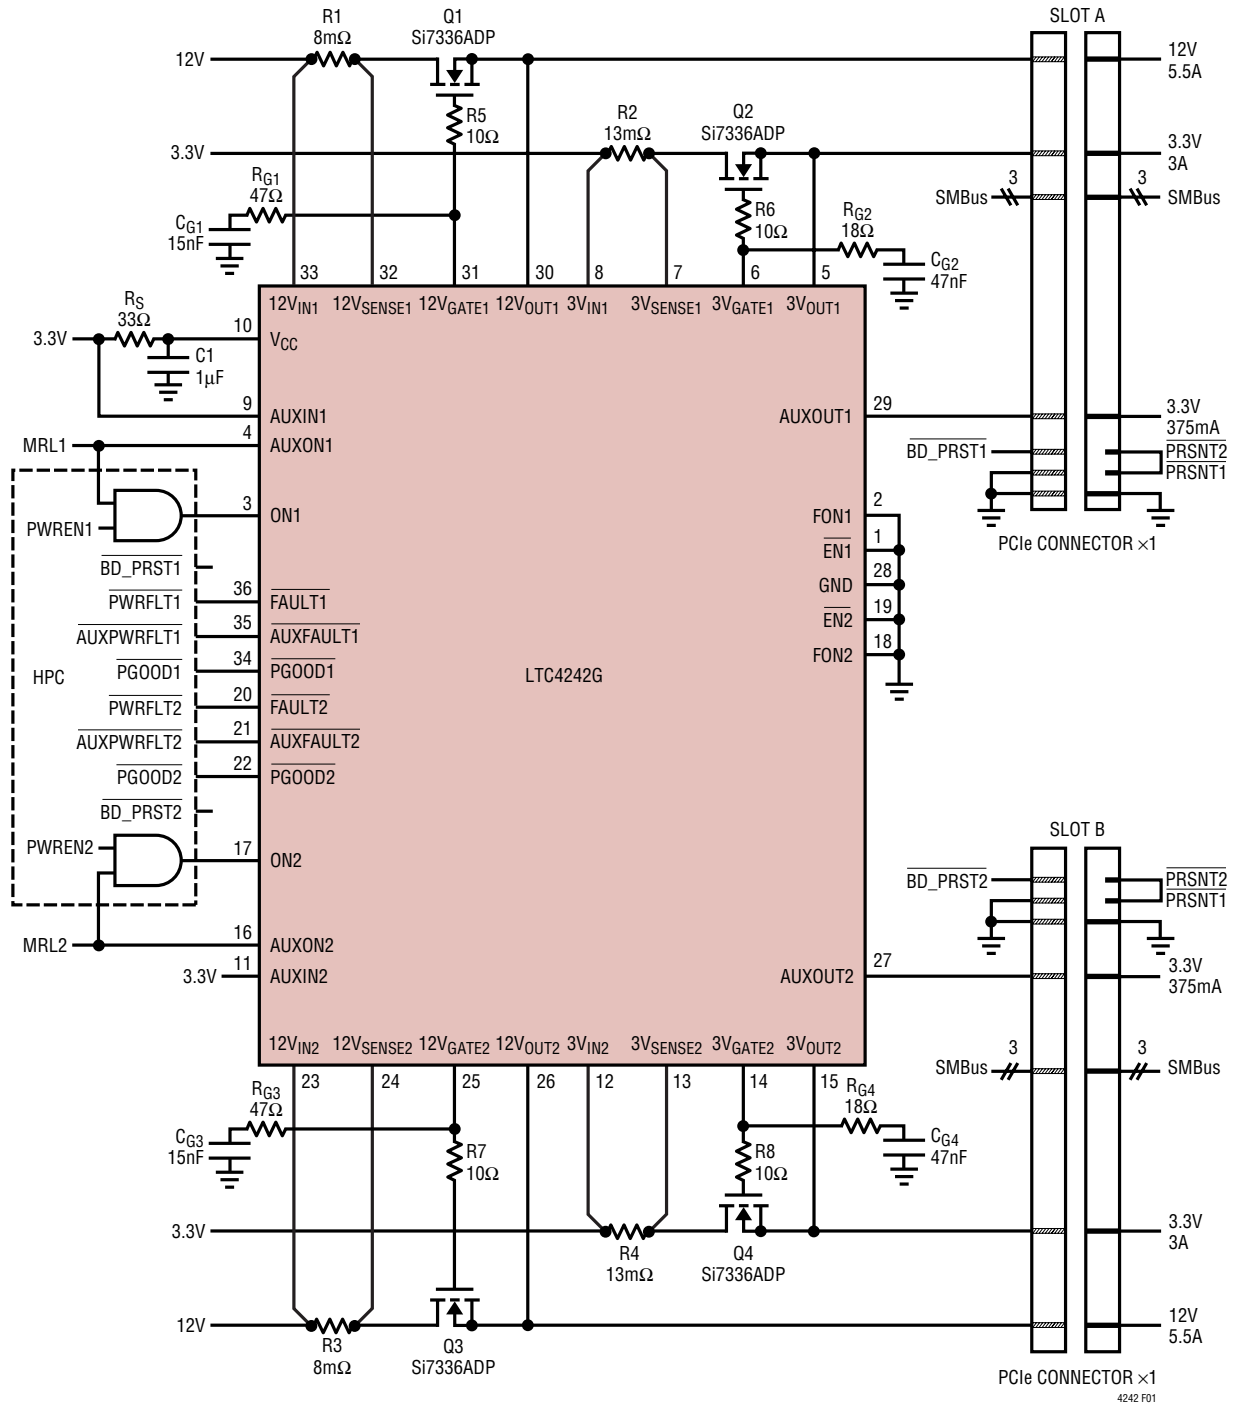 R1
8mΩ
Q1
Si7336ADP
SLOT A
12V
12V
5.5A
R5
10Ω
R2
13mΩ
Q2
Si7336ADP
3.3V
3.3V
3A
RG1
47Ω
CG1
15nF
R6
10Ω
RG2
18Ω
CG2
47nF
SMBus
3
3
SMBus
33
32
31
30
8
7
6
5
12VIN1
12VSENSE1
12VGATE1
12VOUT1
3VIN1
3VSENSE1
3VGATE1
3VOUT1
RS
33Ω
3.3V
10
VCC
C1
1µF
9
AUXIN1
AUXOUT1
29
3.3V
375mA
MRL1
4
AUXON1
BD_PRST1
PRSNT2
PRSNT1
PWREN1
3
ON1
FON1
2
EN1
1
GND
28
EN2
19
FON2
18
PCIe CONNECTOR ×1
BD_PRST1
PWRFLT1
36
FAULT1
AUXPWRFLT1
35
AUXFAULT1
HPC
PGOOD1
34
PGOOD1
LTC4242G
PWRFLT2
20
FAULT2
AUXPWRFLT2
21
AUXFAULT2
PGOOD2
22
PGOOD2
BD_PRST2
PWREN2
17
ON2
SLOT B
BD_PRST2
PRSNT2
PRSNT1
MRL2
16
AUXON2
3.3V
11
AUXIN2
AUXOUT2
27
3.3V
375mA
12VIN2
12VSENSE2
12VGATE2
12VOUT2
3VIN2
3VSENSE2
3VGATE2
3VOUT2
23
24
25
26
12
13
14
15
SMBus
3
3
SMBus
RG3
47Ω
CG3
15nF
R7
10Ω
R8
10Ω
RG4
18Ω
CG4
47nF
3.3V
R4
13mΩ
Q4
Si7336ADP
3.3V
3A
12V
R3
8mΩ
Q3
Si7336ADP
12V
5.5A
PCIe CONNECTOR ×1
4242 F01